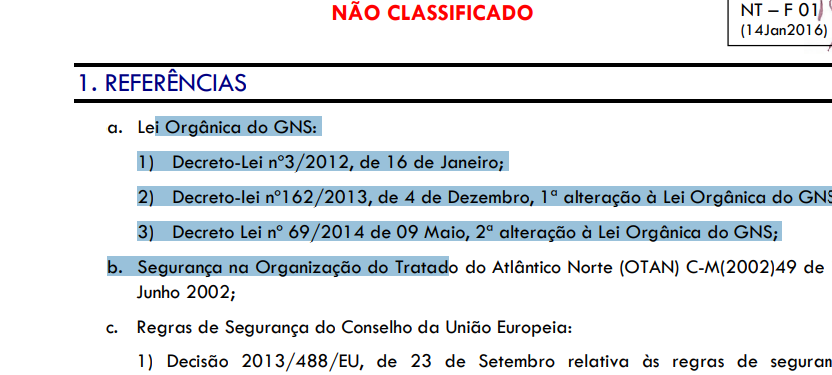 NÃO CLASSIFICADO
NT – F 01
(14Jan2016)
1. REFERÊNCIAS
a. Lei Orgânica do GNS:
1) Decreto-Lei nº3/2012, de 16 de Janeiro;
2) Decreto-lei nº162/2013, de 4 de Dezembro, 1ª alteração à Lei Orgânica do GNS
3) Decreto Lei nº 69/2014 de 09 Maio, 2ª alteração à Lei Orgânica do GNS;
b. Segurança na Organização do Tratado do Atlântico Norte (OTAN) C-M(2002)49 de
Junho 2002;
c. Regras de Segurança do Conselho da União Europeia:
1) Decisão 2013/488/EU, de 23 de Setembro relativa às regras de seguran